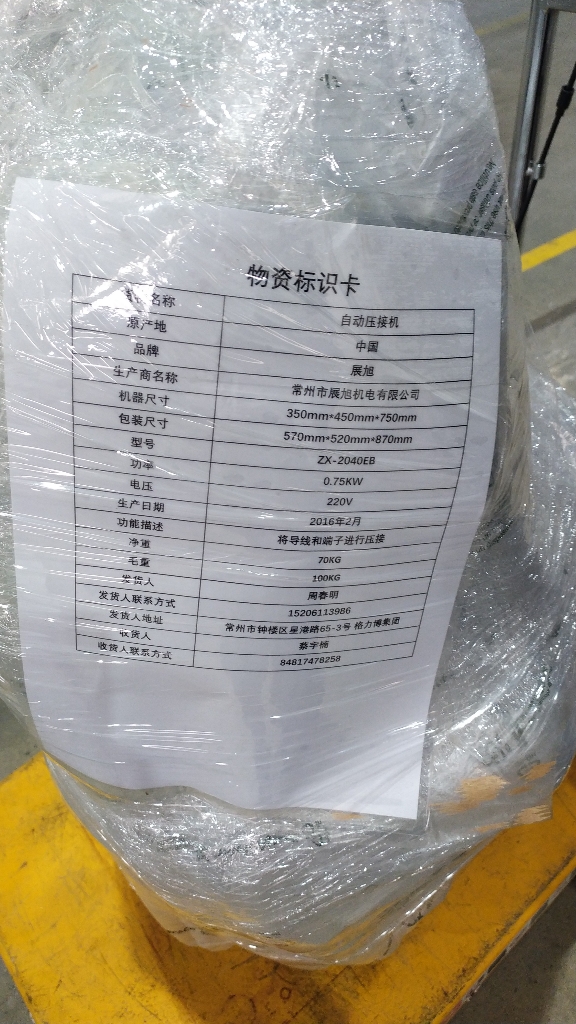 物资标识卡
名称 自动压接机
原产地 中国
品牌 展旭
生产商名称 常州市展旭机电有限公司
机器尺寸 350mm*450mm*750mm
包装尺寸 570mm*520mm*870mm
型号 ZX-2040EB
功率 0.75KW
电压 220V
生产日期 2016年2月
功能描述 将导线和端子进行压接
净重 70KG
毛重 100KG
发货人 周春明
发货人联系方式 15206113986
发货人地址 常州市钟楼区星港路65-3号 格力博集团
收货人 蔡宇
收货人联系方式 84817478258